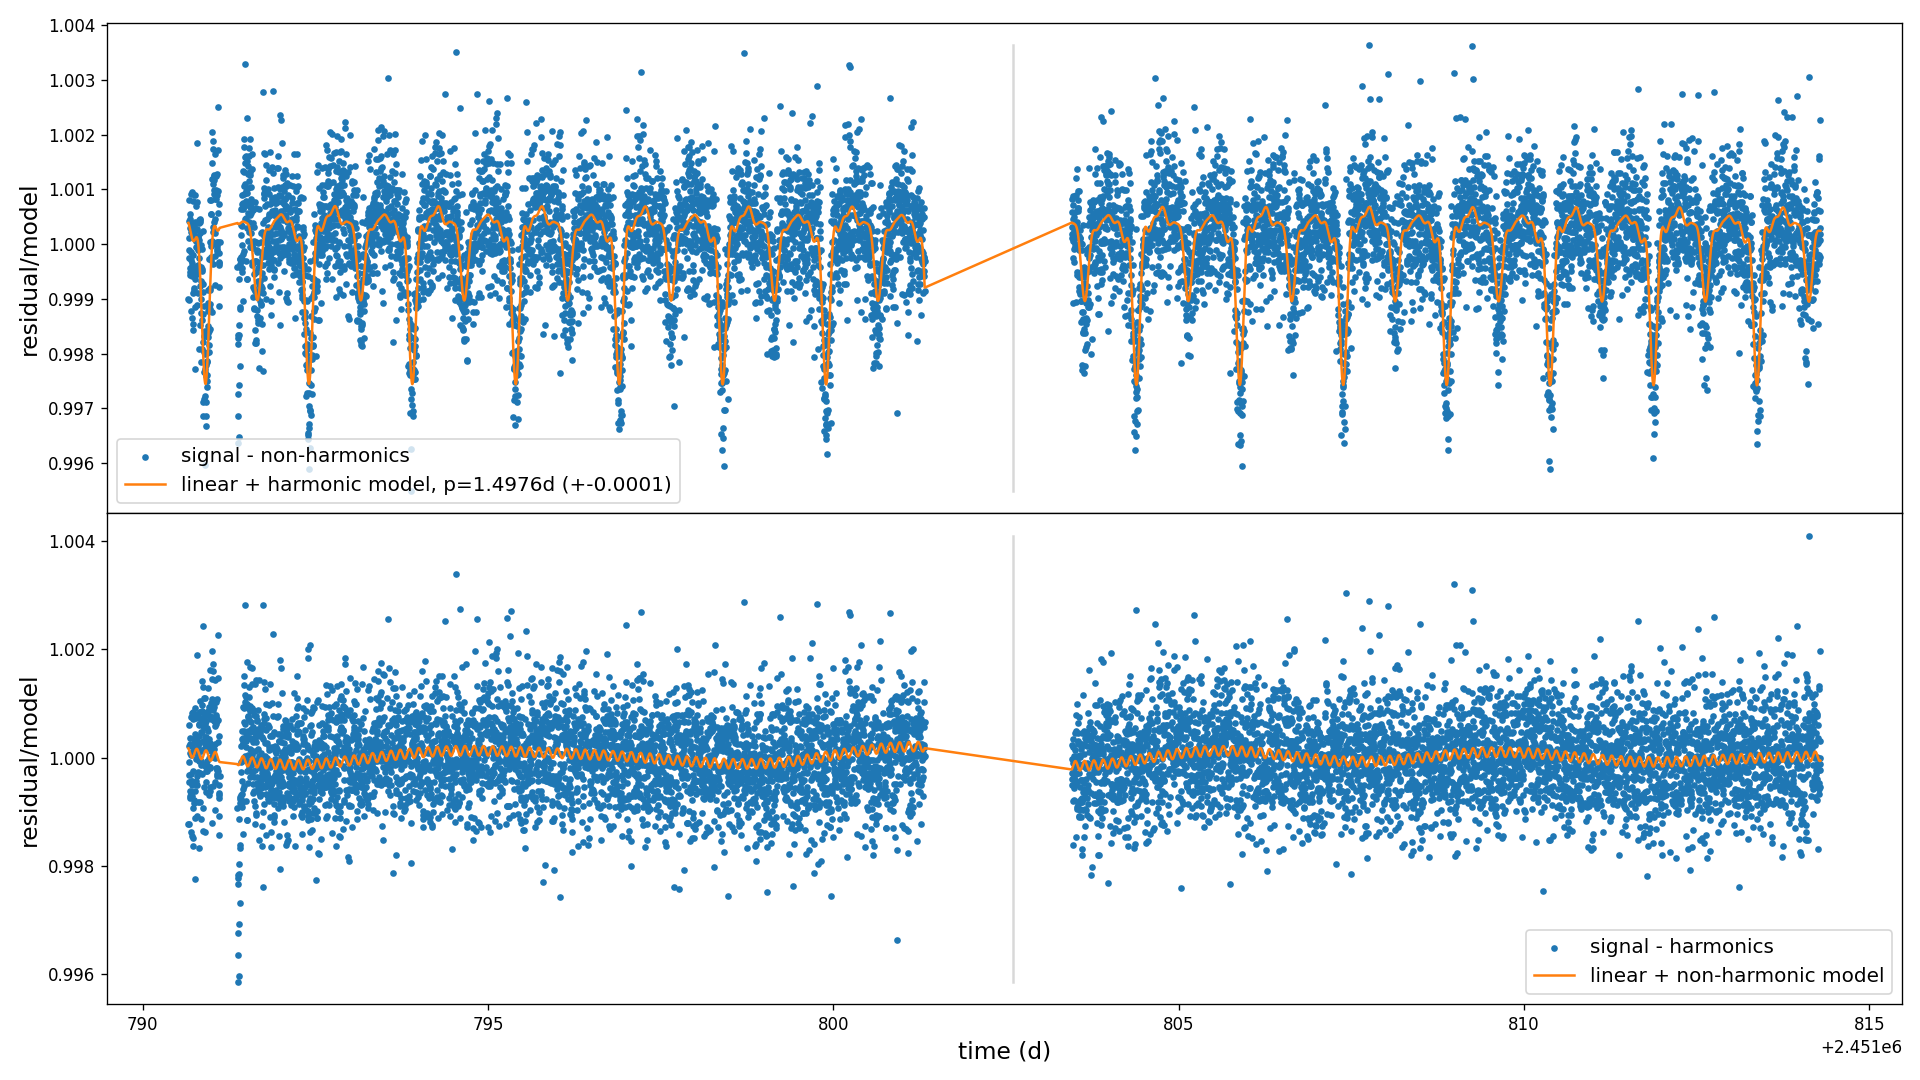 1.004
1.003
1.002
1.001
1.000
0.999
0.998
0.997
0.996
residual/model
signal - non-harmonics
linear + harmonic model, p=1.4976d (+-0.0001)
1.004
1.002
1.000
0.998
0.996
residual/model
signal - harmonics
linear + non-harmonic model
790
795
800
805
810
815
time (d)
+2.451e6